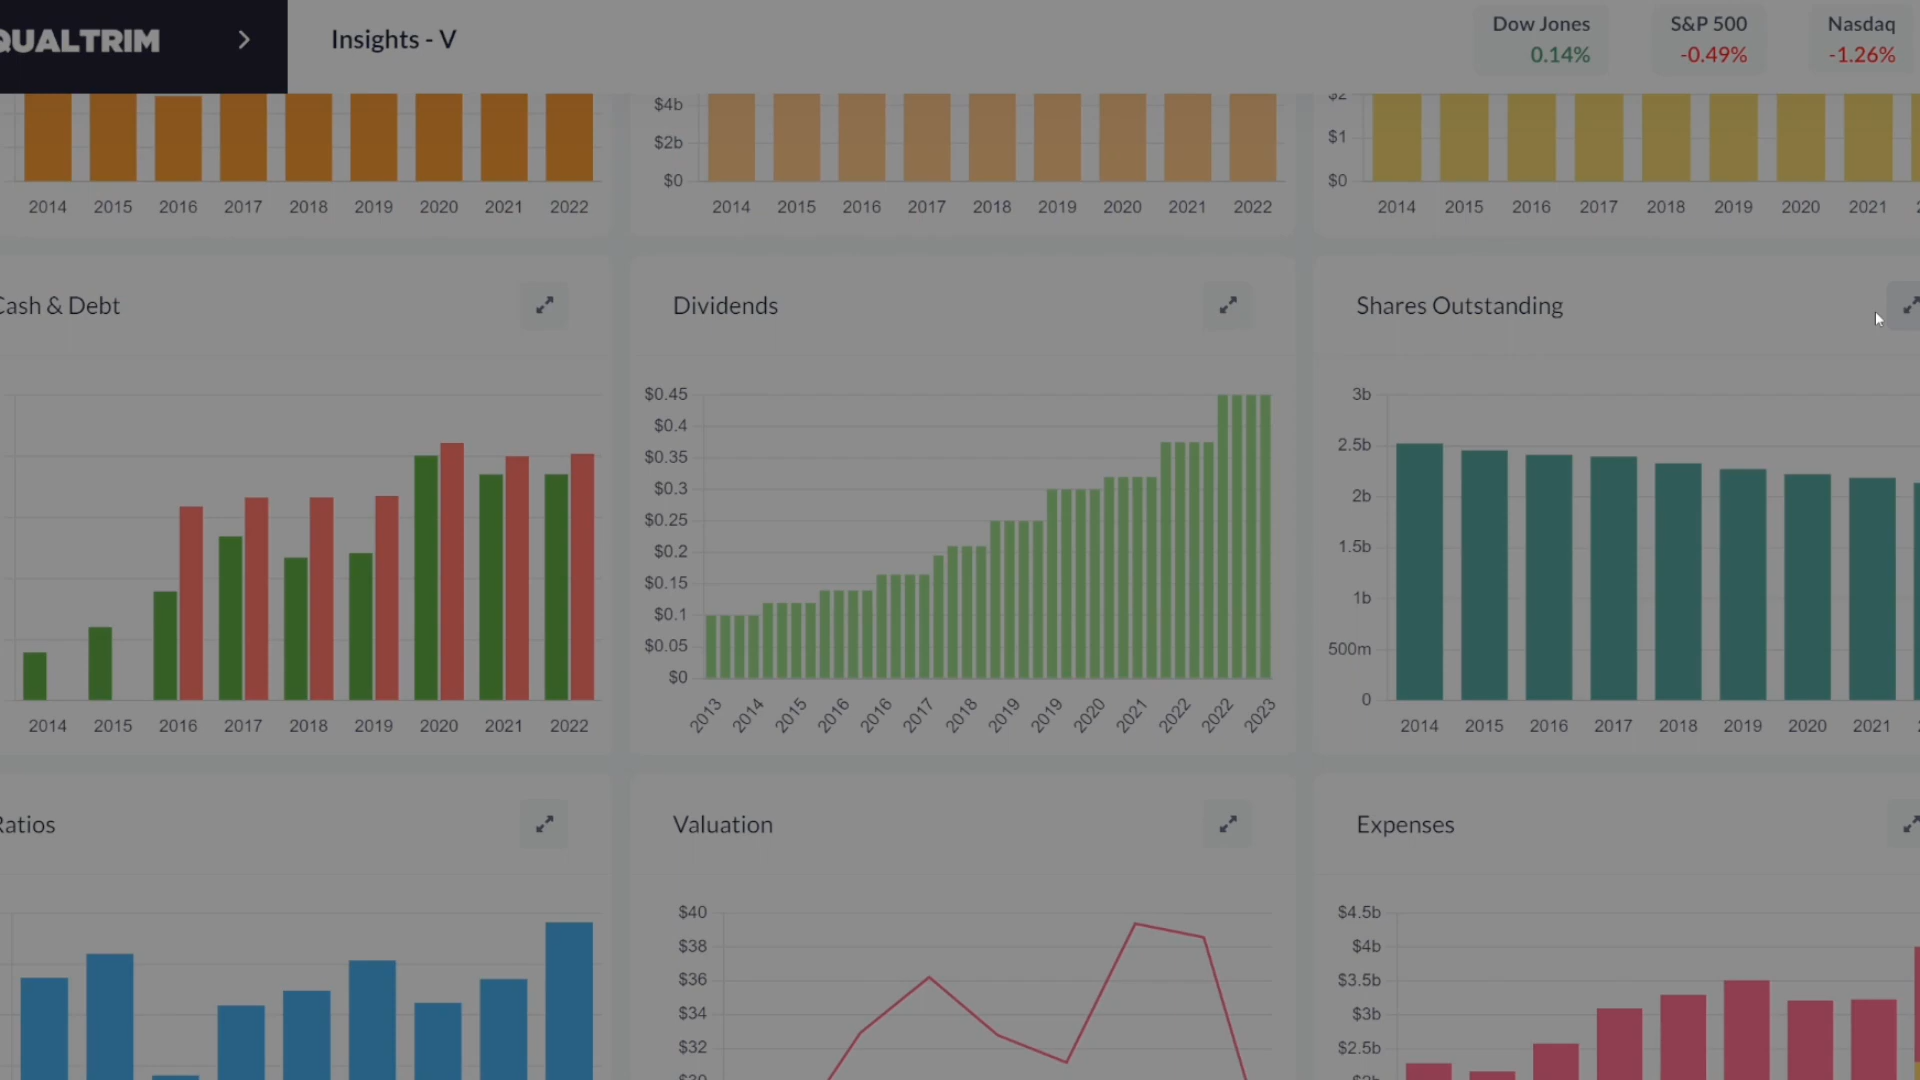 QUALTRIM
Insights - V
Dow Jones
0.14%
S&P 500
-0.49%
Nasdaq
-1.26%
2014 2015 2016 2017 2018 2019 2020 2021 2022
$4b
$2b
$0
2014 2015 2016 2017 2018 2019 2020 2021 2022
$2
$1
$0
2014 2015 2016 2017 2018 2019 2020 2021
Cash & Debt
2014 2015 2016 2017 2018 2019 2020 2021 2022
Dividends
$0.45
$0.4
$0.35
$0.3
$0.25
$0.2
$0.15
$0.1
$0.05
$0
2013 2014 2015 2016 2016 2017 2018 2019 2019 2020 2021 2022 2022 2023
Shares Outstanding
3b
2.5b
2b
1.5b
1b
500m
0
2014 2015 2016 2017 2018 2019 2020 2021
Ratios
Valuation
$40
$38
$36
$34
$32
$30
Expenses
$4.5b
$4b
$3.5b
$3b
$2.5b
$2b